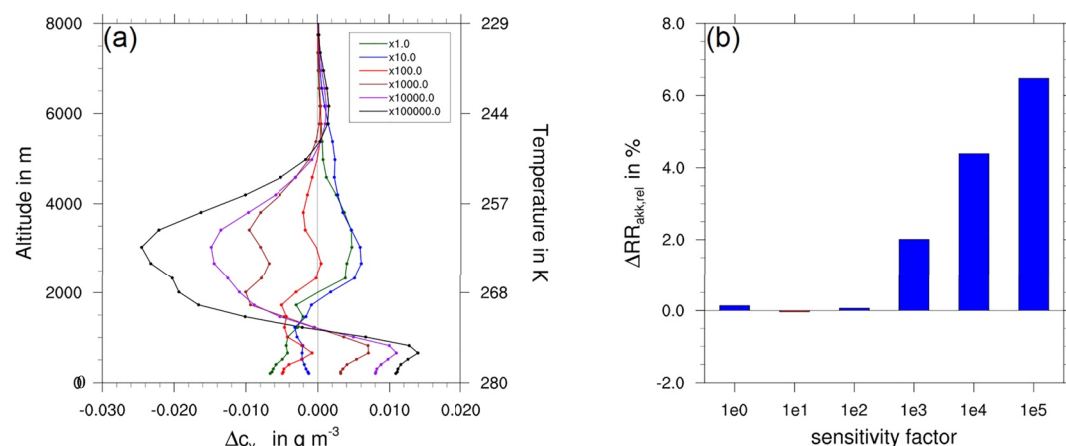 (a)
8000
6000
4000
2000
0
Altitude in m
x1.0
x10.0
x100.0
x1000.0
x10000.0
x100000.0
229
244
257
268
280
Temperature in K
-0.030
-0.020
-0.010
0.000
0.010
0.020
Δcᵥ in g m⁻³
(b)
8.0
6.0
4.0
2.0
0.0
-2.0
ΔRRakk,rel in %
1e0
1e1
1e2
1e3
1e4
1e5
sensitivity factor